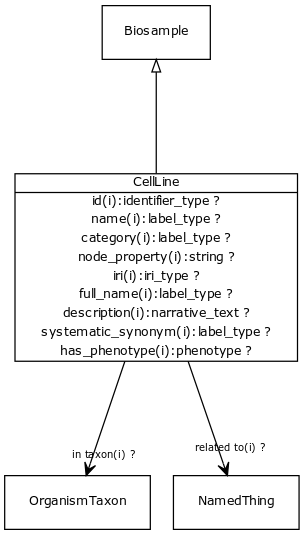 Biosample
CellLine
id(i):identifier_type ?
name(i):label_type ?
category(i):label_type ?
node_property(i):string ?
iri(i):iri_type ?
full_name(i):label_type ?
description(i):narrative_text ?
systematic_synonym(i):label_type ?
has_phenotype(i):phenotype ?
in taxon(i) ?
related to(i) ?
OrganismTaxon
NamedThing